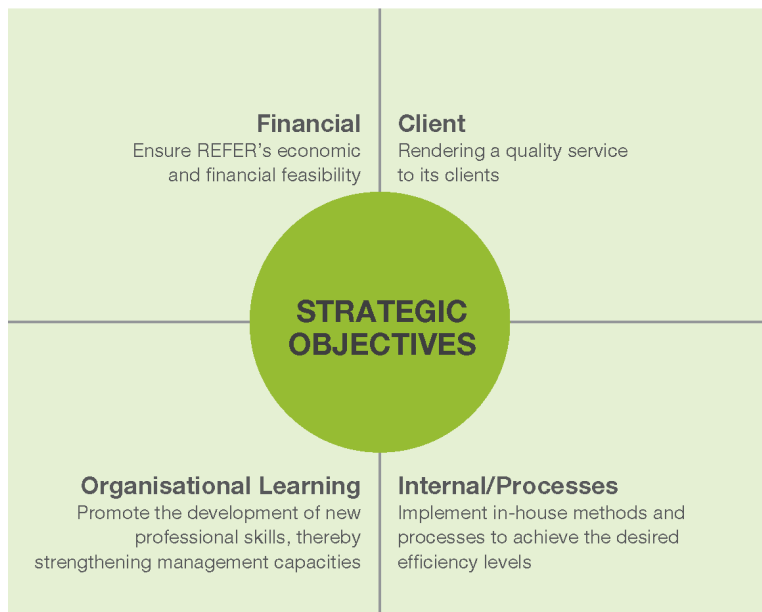 Financial
Ensure REFER's economic
and financial feasibility
Client
Rendering a quality service
to its clients
STRATEGIC
OBJECTIVES
Organisational Learning
Promote the development of new
professional skills, thereby
strengthening management capacities
Internal/Processes
Implement in-house methods and
processes to achieve the desired
efficiency levels